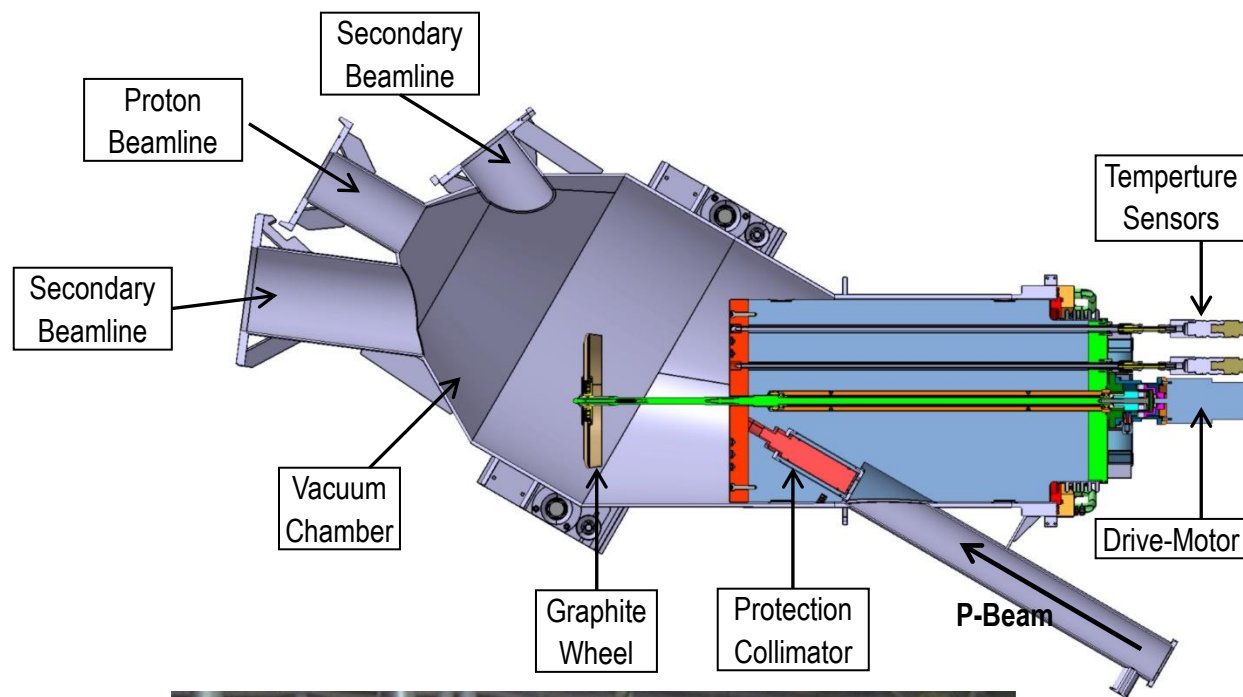 Secondary
Beamline
Proton
Beamline
Temperture
Sensors
Secondary
Beamline
Vacuum
Chamber
Graphite
Wheel
Protection
Collimator
P-Beam
Drive-Motor